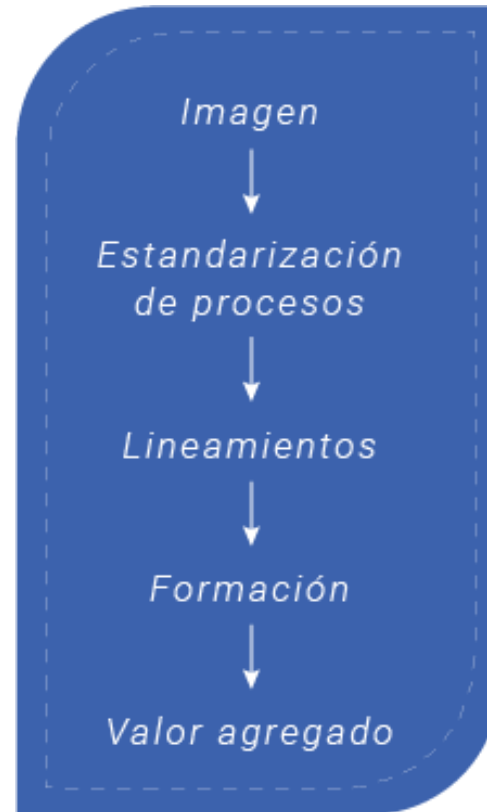 Imagen
Estandarización
de procesos
Lineamientos
Formación
Valor agregado